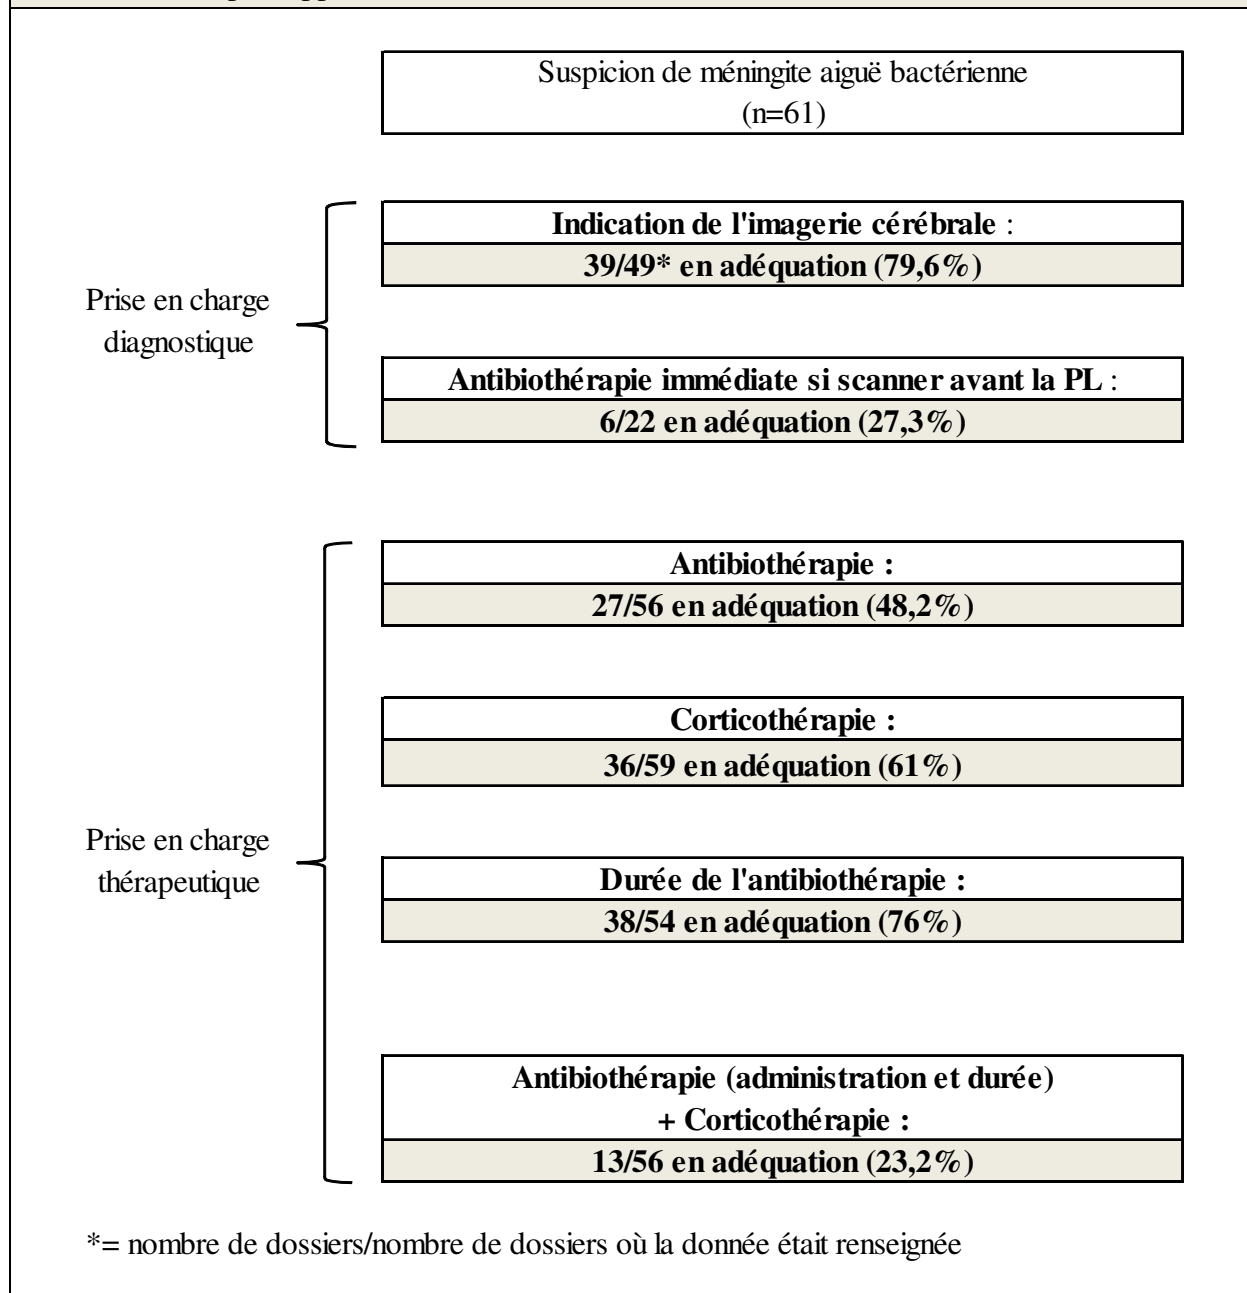 Suspicion de méningite aiguë bactérienne
(n=61)
Indication de l'imagerie cérébrale :
39/49* en adéquation (79,6%)
Prise en charge
diagnostique
Antibiothérapie immédiate si scanner avant la PL :
6/22 en adéquation (27,3%)
Antibiothérapie :
27/56 en adéquation (48,2%)
Corticothérapie :
36/59 en adéquation (61%)
Prise en charge
thérapeutique
Durée de l'antibiothérapie :
38/54 en adéquation (76%)
Antibiothérapie (administration et durée)
+ Corticothérapie :
13/56 en adéquation (23,2%)
*= nombre de dossiers/nombre de dossiers où la donnée était renseignée